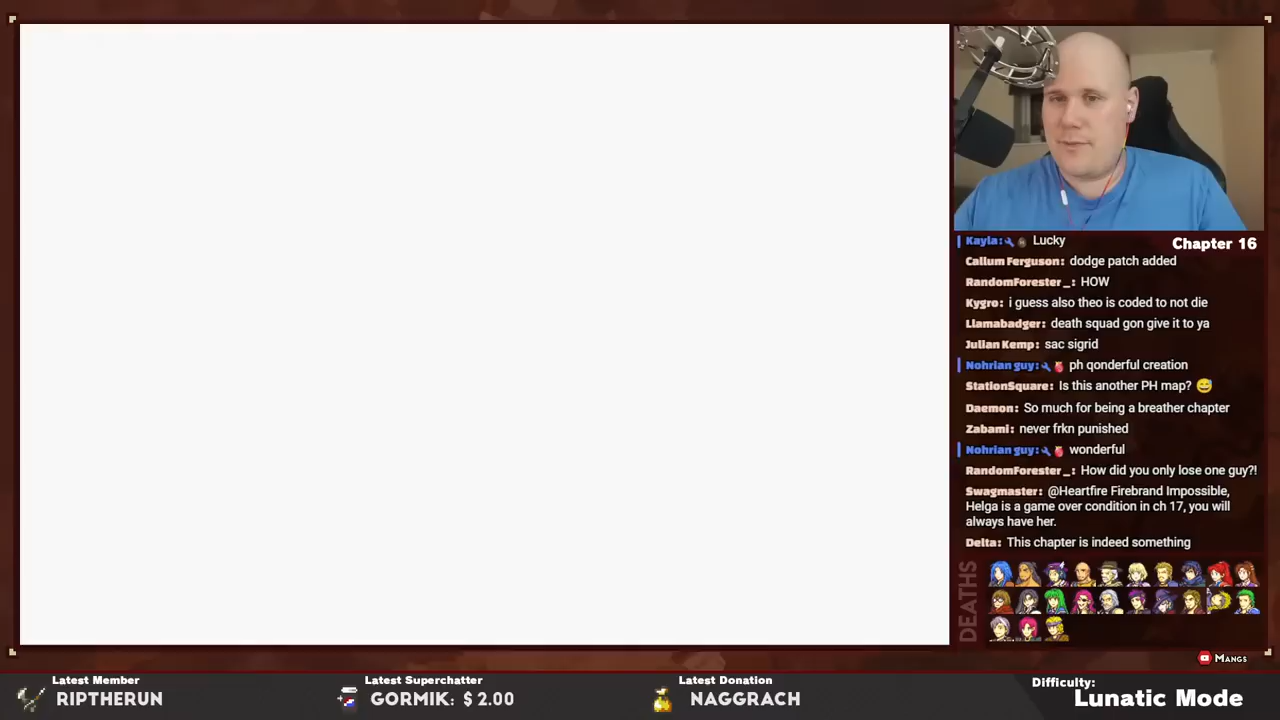 Kayla: Lucky
Chapter 16
Callum Ferguson: dodge patch added
RandomForester_: HOW
Kygro: i guess also theo is coded to not die
Llamabadger: death squad gon give it to ya
Julian Kemp: sac sigrid
Nohrian guy: ph qonderful creation
StationSquare: Is this another PH map? 😅
Daemon: So much for being a breather chapter
Zabami: never frkn punished
Nohrian guy: wonderful
RandomForester_: How did you only lose one guy?!
Swagmaster: @Heartfire Firebrand Impossible,
Helga is a game over condition in ch 17, you will
always have her.
Delta: This chapter is indeed something
DEATHS
MANGS
Latest Member
RIPTHERUN
Latest Superchatter
GORMIK: $ 2.00
Latest Donation
NAGGRACH
Difficulty:
Lunatic Mode